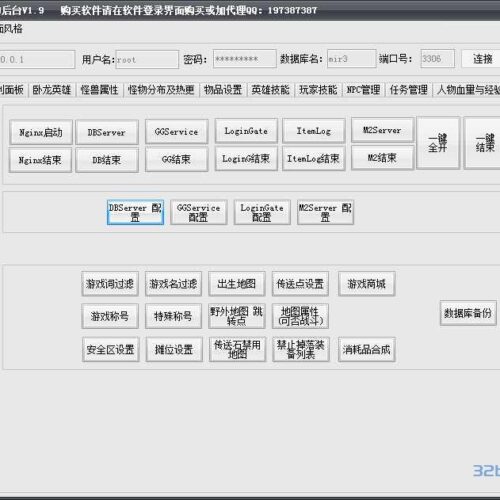 后台V1.9 购买软件请在软件登录界面购买或加代理QQ：197387387
面风格
0.0.1 用户名: root 密码: ********* 数据库名: mir3 端口号: 3306 连接
制面板 卧龙英雄 怪兽属性 怪物分布及热更 物品设置 英雄技能 玩家技能 NPC管理 任务管理 人物血量与经验
Nginx启动 DBServer GGService LoginGate ItemLog M2Server 一键全开 一键结束
Nginx结束 DB结束 GG结束 LoginG结束 ItemLog结束 M2结束
DBServer 配置 GGService 配置 LoginGate 配置 M2Server 配置
游戏词过滤 游戏名过滤 出生地图 传送点设置 游戏商城
游戏称号 特殊称号 野外地图 跳转点 地图属性(可否战斗) 数据库备份
安全区设置 摊位设置 传送石禁用地图 禁止掉落装备列表 消耗品合成